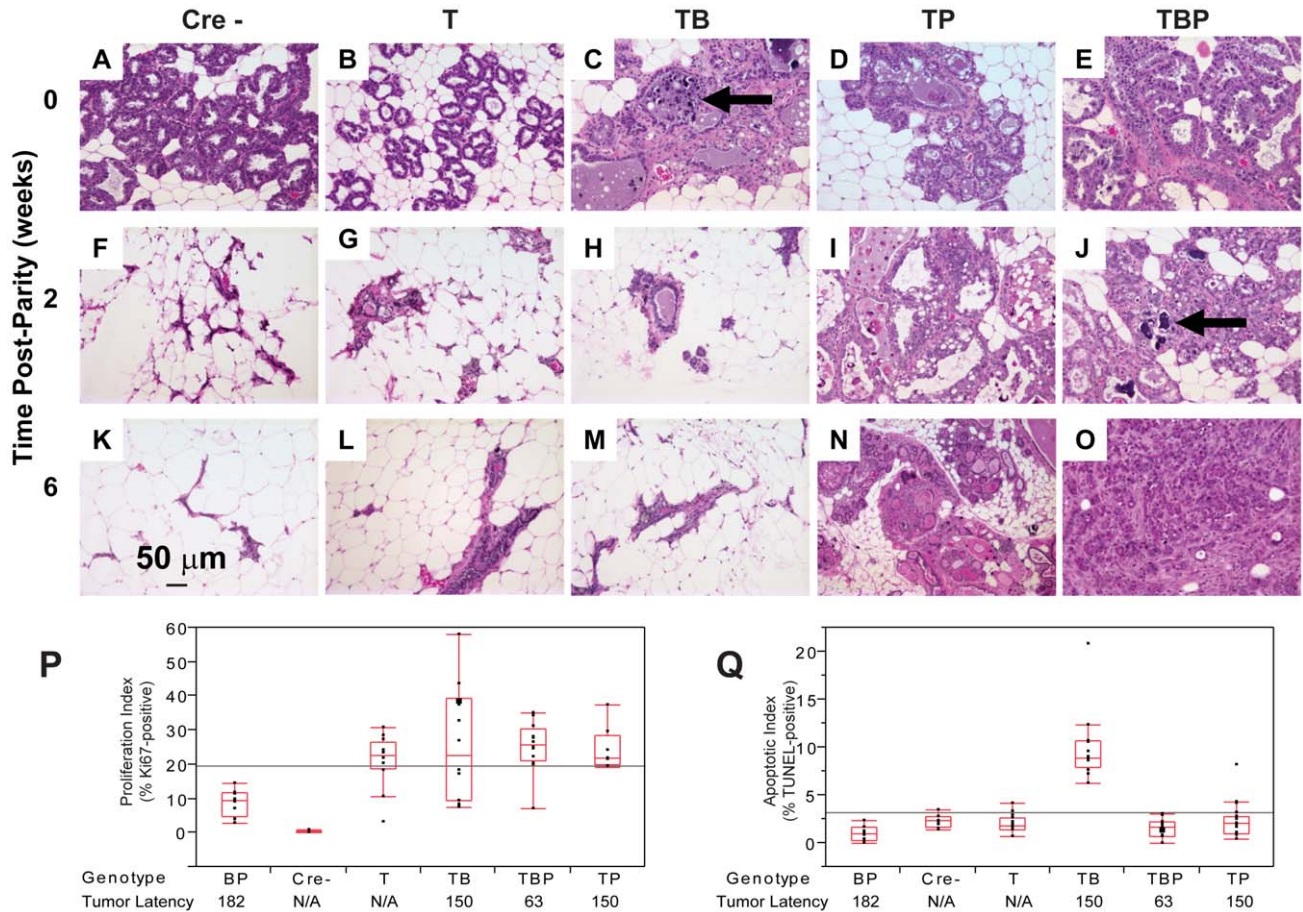 Cre - T TB TP TBP
Time Post-Parity (weeks)
0
A B C D E
2
F G H I J
6
K L M N O
50 μm
P
Proliferation Index
(% Ki67-positive)
60
50
40
30
20
10
0
Genotype BP Cre- T TB TBP TP
Tumor Latency 182 N/A N/A 150 63 150
Q
Apoptotic Index
(% TUNEL-positive)
20
15
10
5
0
Genotype BP Cre- T TB TBP TP
Tumor Latency 182 N/A N/A 150 63 150